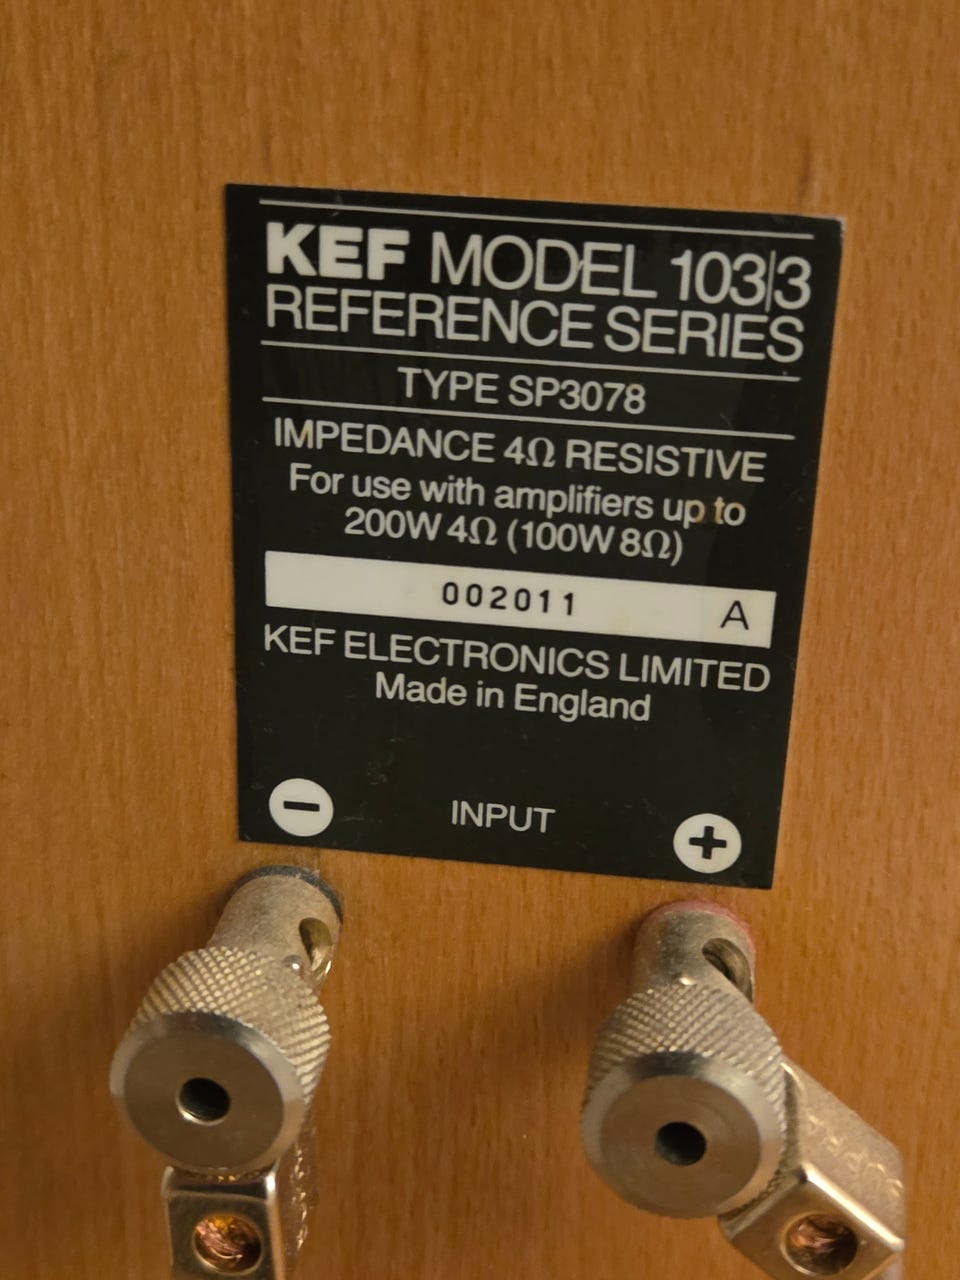 KEF MODEL 103/3
REFERENCE SERIES
TYPE SP3078
IMPEDANCE 4Ω RESISTIVE
For use with amplifiers up to
200W 4Ω (100W 8Ω)
002011 A
KEF ELECTRONICS LIMITED
Made in England
− INPUT +